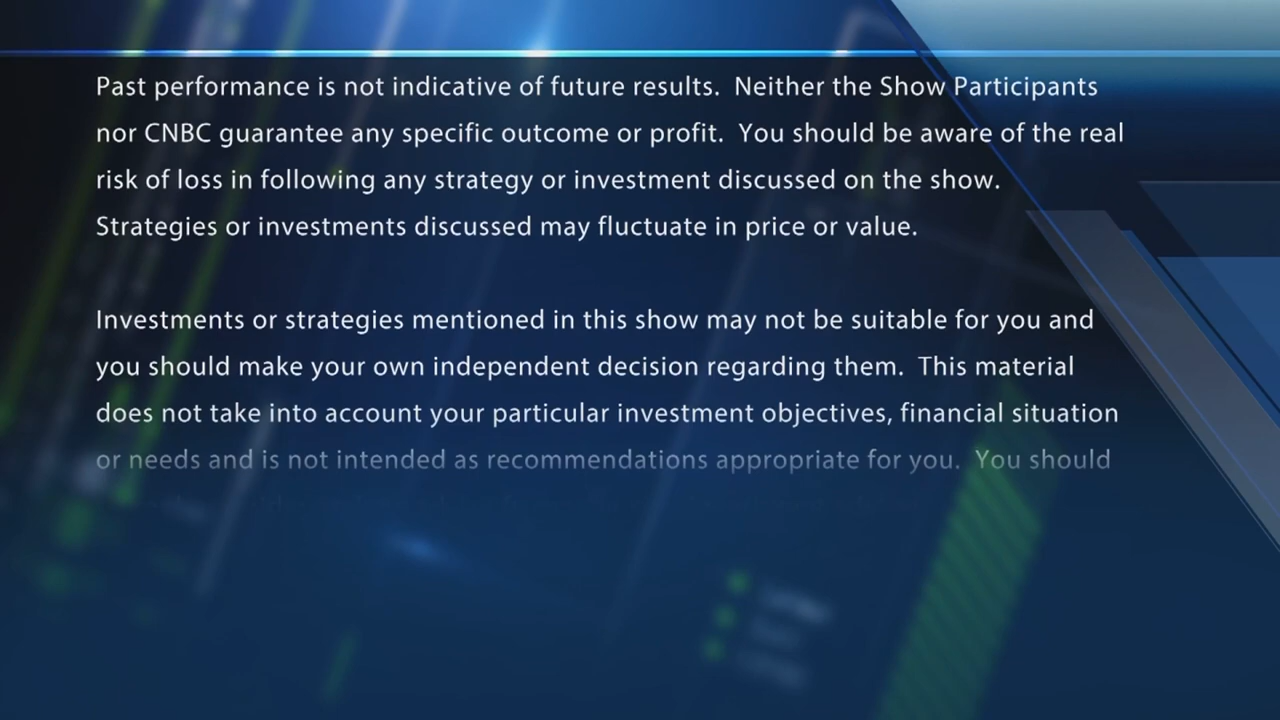 Past performance is not indicative of future results.  Neither the Show Participants
nor CNBC guarantee any specific outcome or profit.  You should be aware of the real
risk of loss in following any strategy or investment discussed on the show.
Strategies or investments discussed may fluctuate in price or value.
Investments or strategies mentioned in this show may not be suitable for you and
you should make your own independent decision regarding them.  This material
does not take into account your particular investment objectives, financial situation
or needs and is not intended as recommendations appropriate for you.  You should